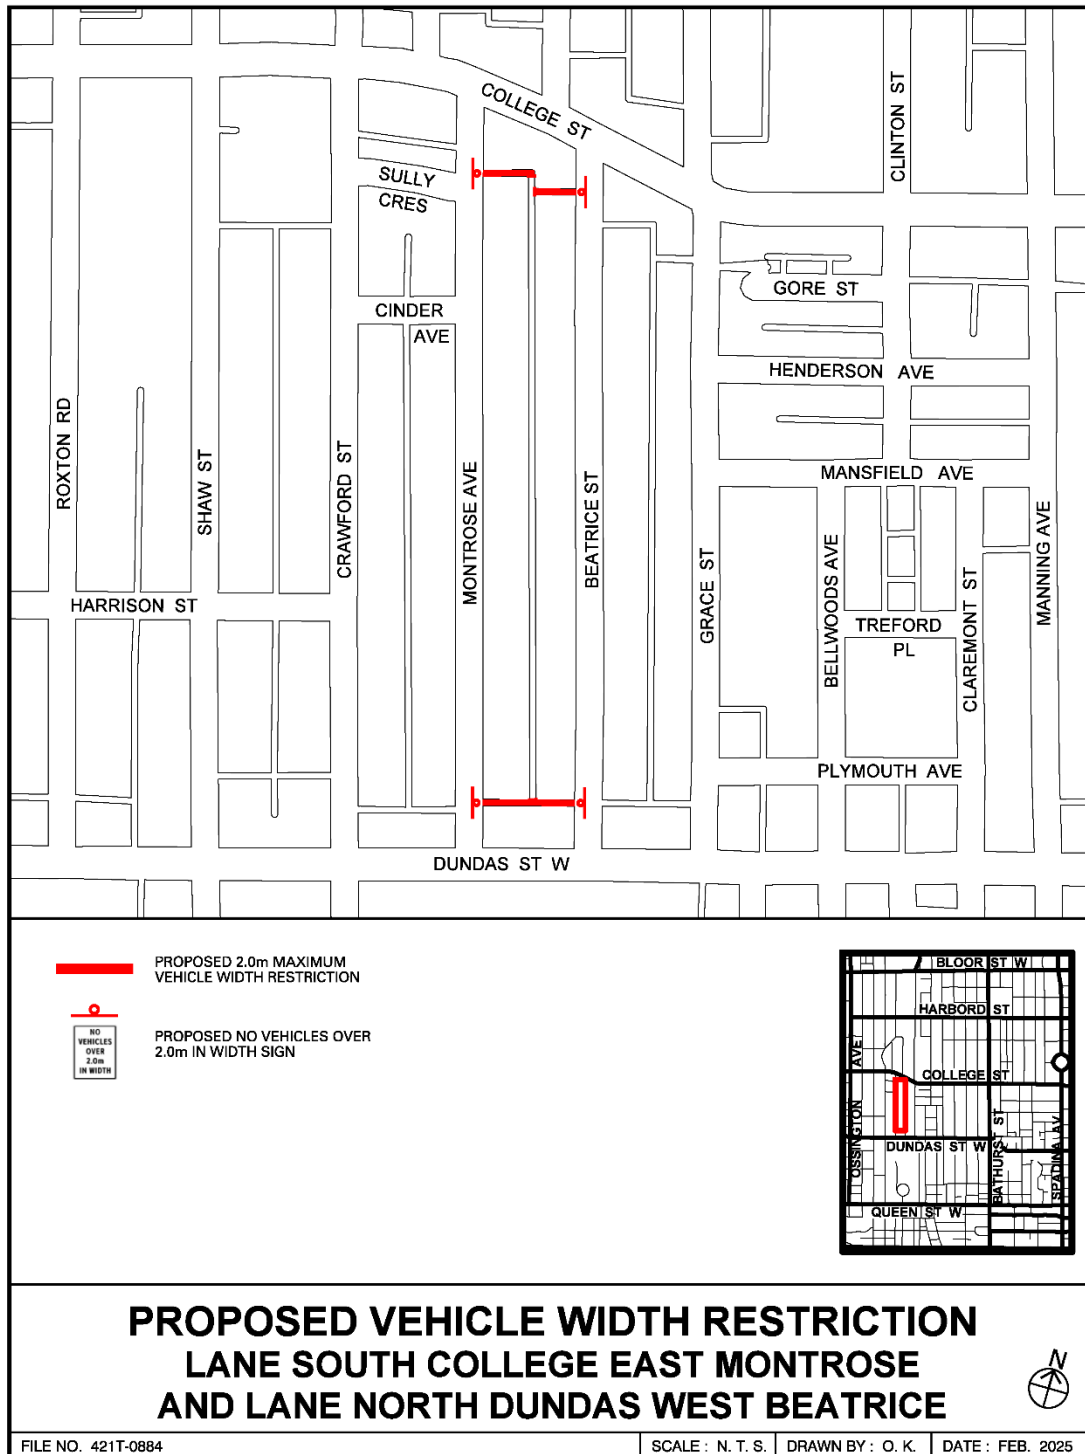 COLLEGE ST
CLINTON ST
SULLY
CRES
GORE ST
CINDER
AVE
HENDERSON AVE
ROXTON RD
SHAW ST
CRAWFORD ST
MONTROSE AVE
BEATRICE ST
MANSFIELD AVE
GRACE ST
BELLWOODS AVE
CLAREMONT ST
MANNING AVE
HARRISON ST
TREFORD
PL
PLYMOUTH AVE
DUNDAS ST W
PROPOSED 2.0m MAXIMUM
VEHICLE WIDTH RESTRICTION
NO
VEHICLES
OVER
2.0m
IN WIDTH
PROPOSED NO VEHICLES OVER
2.0m IN WIDTH SIGN
BLOOR ST W
HARBORD ST
OSSINGTON AVE
COLLEGE ST
DUNDAS ST W
BATHURST ST
SPADINA AV
QUEEN ST W
PROPOSED VEHICLE WIDTH RESTRICTION
LANE SOUTH COLLEGE EAST MONTROSE
AND LANE NORTH DUNDAS WEST BEATRICE
N
FILE NO. 421T-0884
SCALE : N. T. S.
DRAWN BY : O. K.
DATE : FEB. 2025